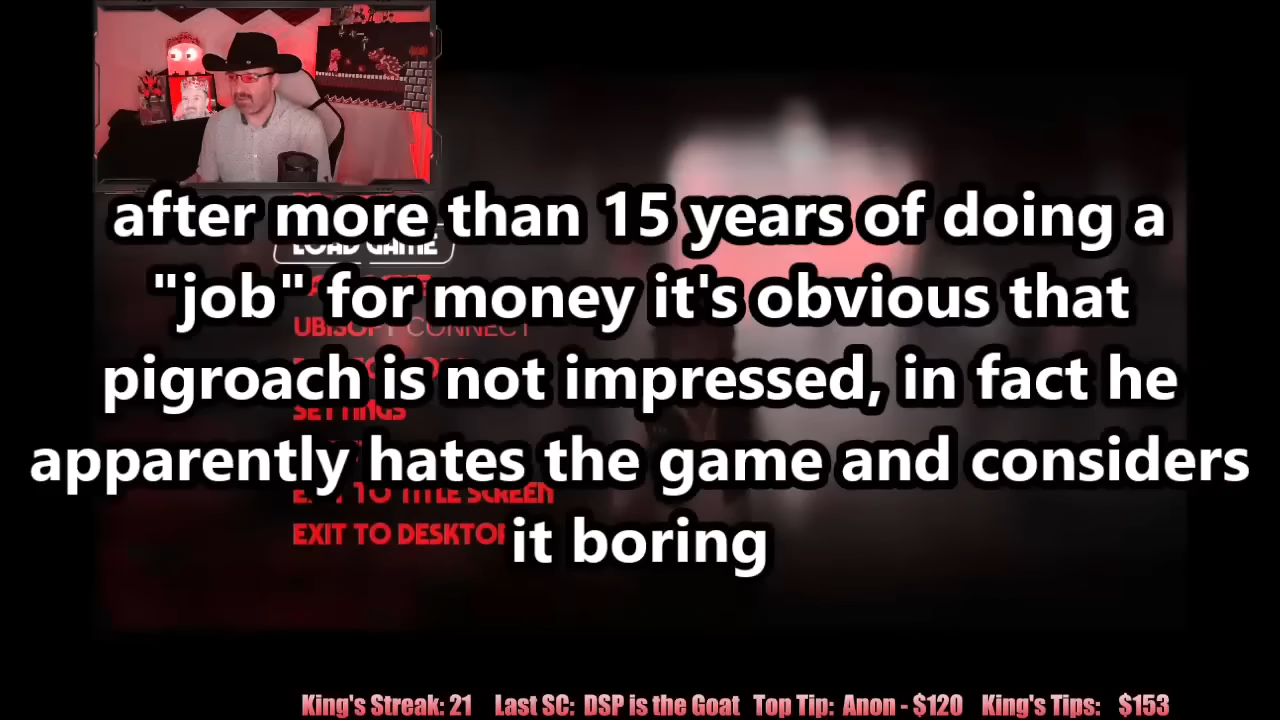 after more than 15 years of doing a
LOAD GAME
"job" for money it's obvious that
UBISOFT CONNECT
pigroach is not impressed, in fact he
SETTINGS
apparently hates the game and considers
EXIT TO TITLE SCREEN
EXIT TO DESKTOP
it boring
King's Streak: 21 Last SC: DSP is the Goat Top Tip: Anon - $120 King's Tips: $153